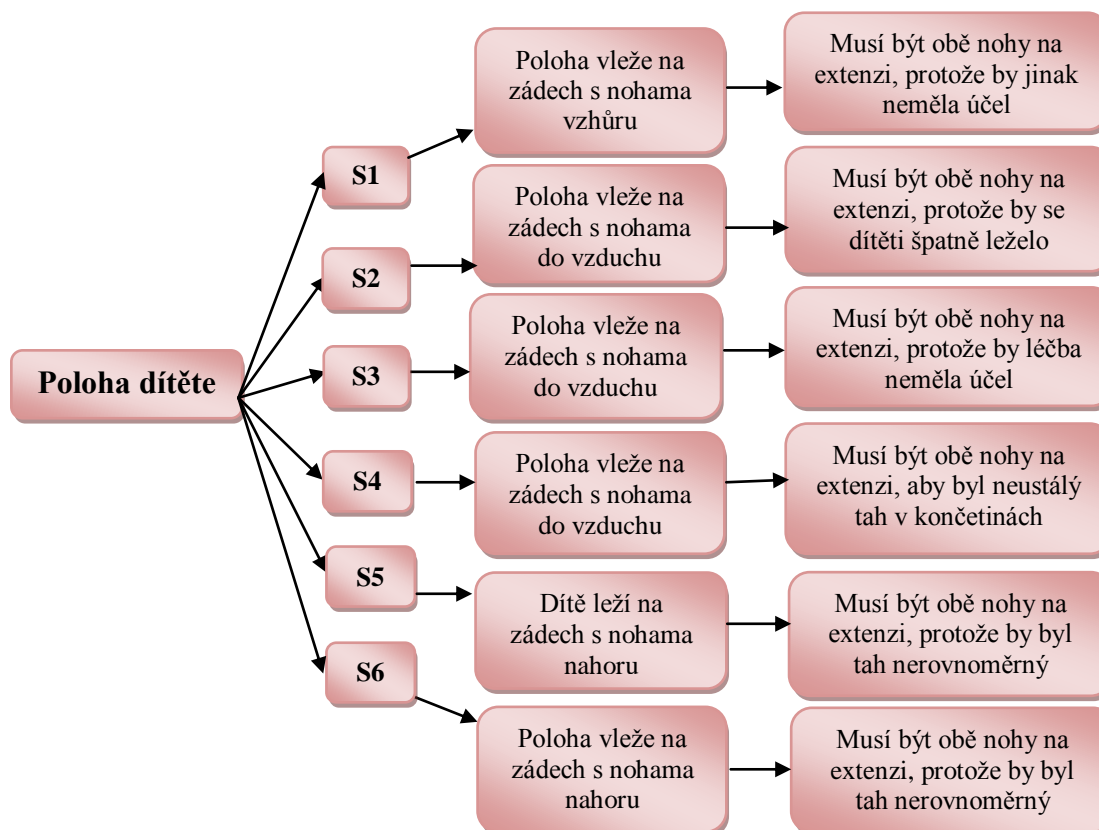 Poloha dítěte
S1
Poloha vleže na
zádech s nohama
vzhůru
Musí být obě nohy na
extenzi, protože by jinak
neměla účel
S2
Poloha vleže na
zádech s nohama
do vzduchu
Musí být obě nohy na
extenzi, protože by se
dítěti špatně leželo
S3
Poloha vleže na
zádech s nohama
do vzduchu
Musí být obě nohy na
extenzi, protože by léčba
neměla účel
S4
Poloha vleže na
zádech s nohama
do vzduchu
Musí být obě nohy na
extenzi, aby byl neustálý
tah v končetinách
S5
Dítě leží na
zádech s nohama
nahoru
Musí být obě nohy na
extenzi, protože by byl
tah nerovnoměrný
S6
Poloha vleže na
zádech s nohama
nahoru
Musí být obě nohy na
extenzi, protože by byl
tah nerovnoměrný